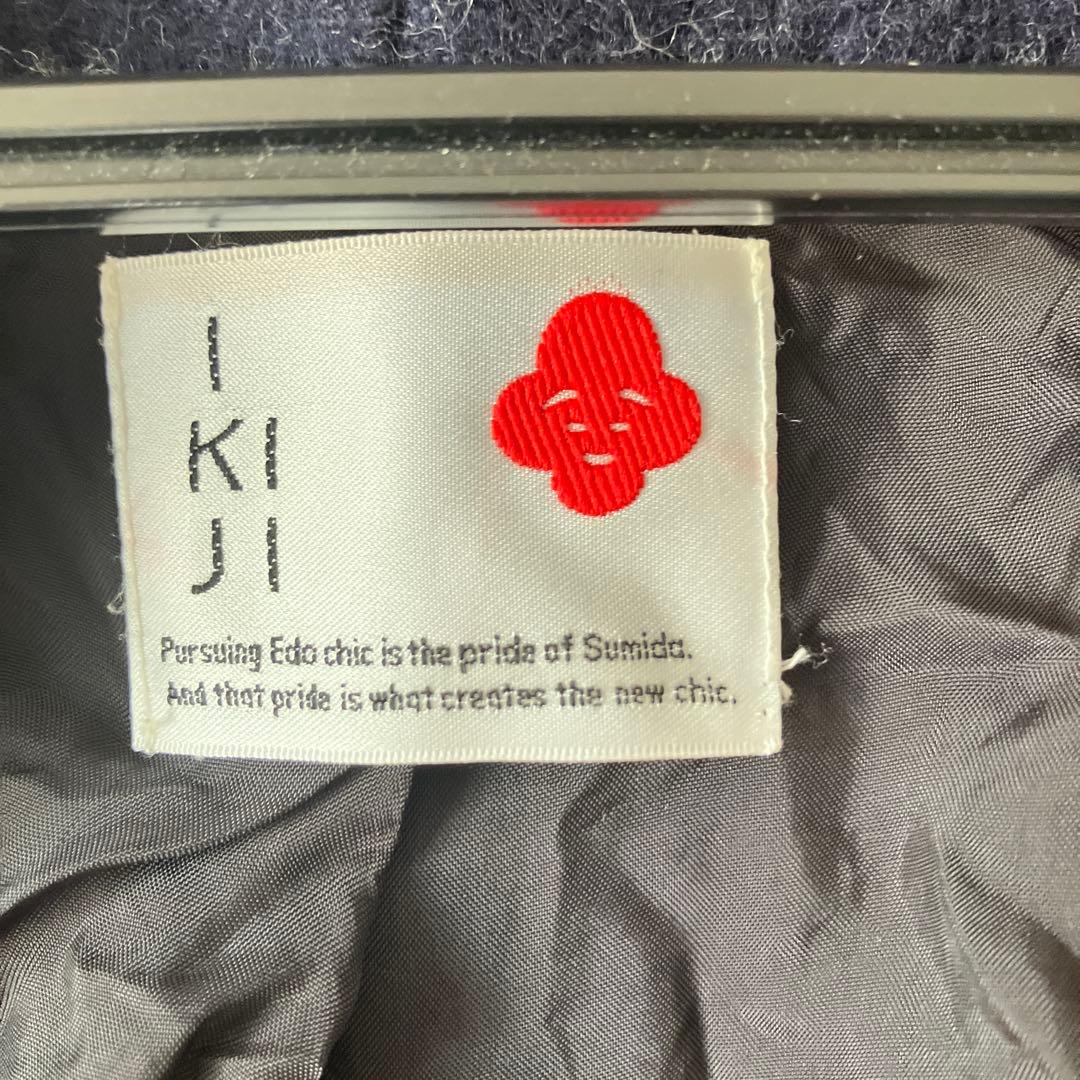 I
KI
JI
Pursuing Edo chic is the pride of Sumida.
And that pride is what creates the new chic.